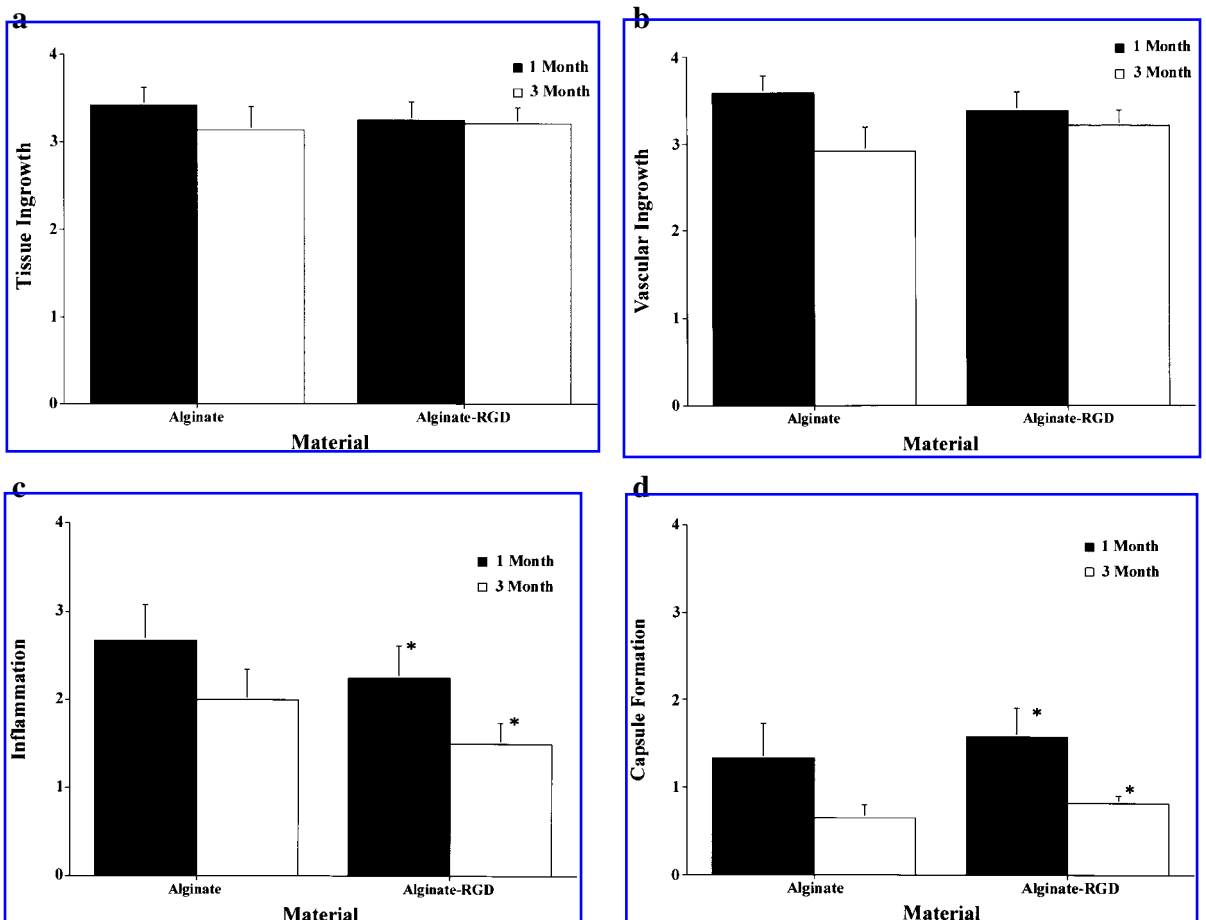 a
4
3
2
1
0
Tissue Ingrowth
■ 1 Month
□ 3 Month
Alginate Alginate-RGD
Material
b
4
3
2
1
0
Vascular Ingrowth
■ 1 Month
□ 3 Month
Alginate Alginate-RGD
Material
c
4
3
2
1
0
Inflammation
■ 1 Month
□ 3 Month
*
*
Alginate Alginate-RGD
Material
d
4
3
2
1
0
Capsule Formation
■ 1 Month
□ 3 Month
*
*
Alginate Alginate-RGD
Material